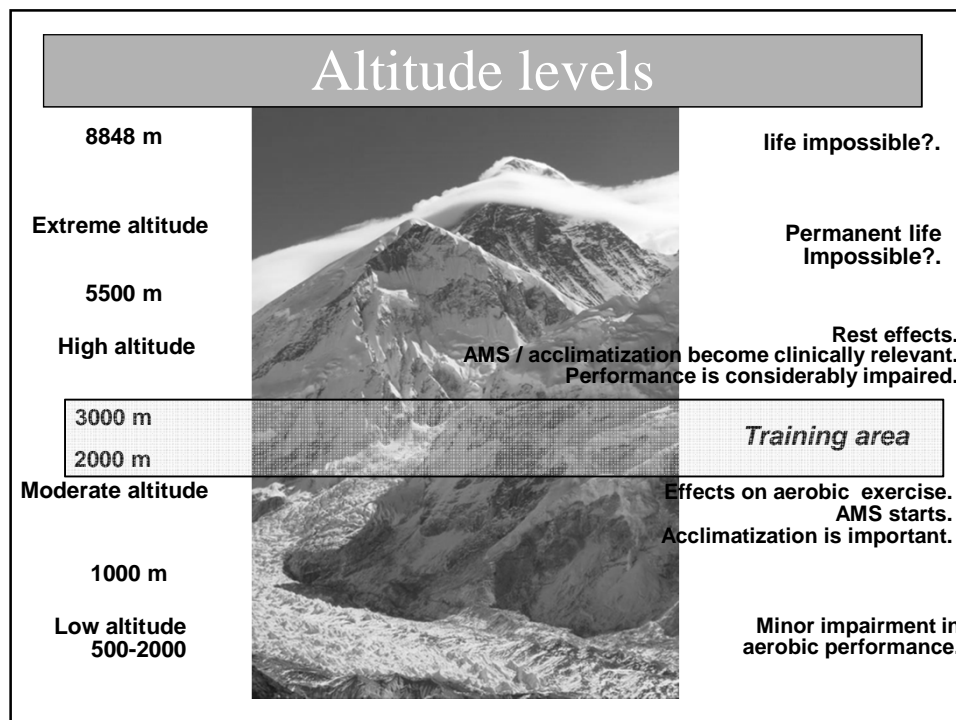 Altitude levels
8848 m
life impossible?.
Extreme altitude
Permanent life
Impossible?.
5500 m
High altitude
Rest effects.
AMS / acclimatization become clinically relevant.
Performance is considerably impaired.
3000 m
2000 m
Training area
Moderate altitude
Effects on aerobic exercise.
AMS starts.
Acclimatization is important.
1000 m
Low altitude
500-2000
Minor impairment in
aerobic performance.